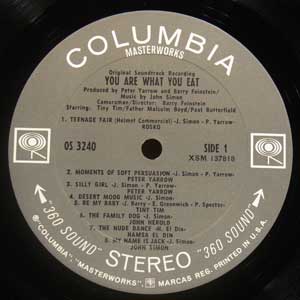 COLUMBIA
MASTERWORKS
Original Soundtrack Recording
YOU ARE WHAT YOU EAT
Produced by Peter Yarrow and Barry Feinstein/
Music by John Simon
Cameraman/Director: Barry Feinstein/
Starring: Tiny Tim/Father Malcolm Boyd/Paul Butterfield
1. TEENAGE FAIR (Helmet Commercial) -J. Simon - P. Yarrow-
ROSKO
OS 3240
SIDE 1
XSM 137810
2. MOMENTS OF SOFT PERSUASION -J. Simon - P. Yarrow-
PETER YARROW
3. SILLY GIRL -J. Simon - P. Yarrow-
PETER YARROW
4. DESERT MOOG MUSIC -J. Simon-
5. BE MY BABY -J. Barry - E. Greenwich - P. Spector-
TINY TIM
6. THE FAMILY DOG -J. Simon-
JOHN HEROLD
7. THE NUDE DANCE -H. El Din-
HAMZA EL DIN
8. MY NAME IS JACK -J. Simon-
JOHN SIMON
"360 SOUND" STEREO "360 SOUND"
® "COLUMBIA", "MASTERWORKS", MARCAS REG. PRINTED IN U.S.A.